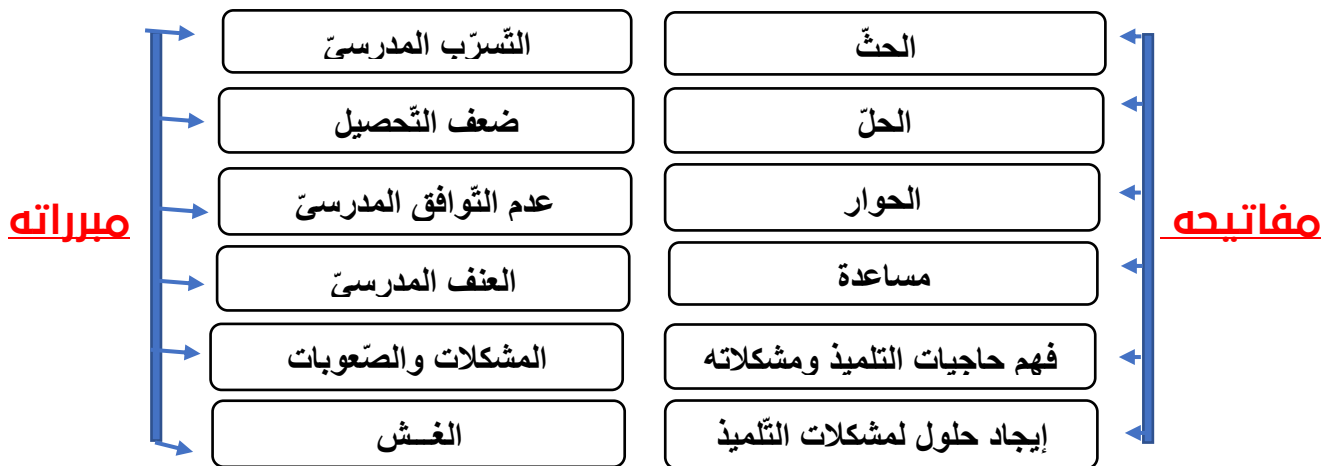 مفاتيحه
الحثّ
الحلّ
الحوار
مساعدة
فهم حاجيات التلميذ ومشكلاته
إيجاد حلول لمشكلات التّلميذ
مبرراته
التّسرّب المدرسيّ
ضعف التّحصيل
عدم التّوافق المدرسيّ
العنف المدرسيّ
المشكلات والصّعوبات
الغـــش